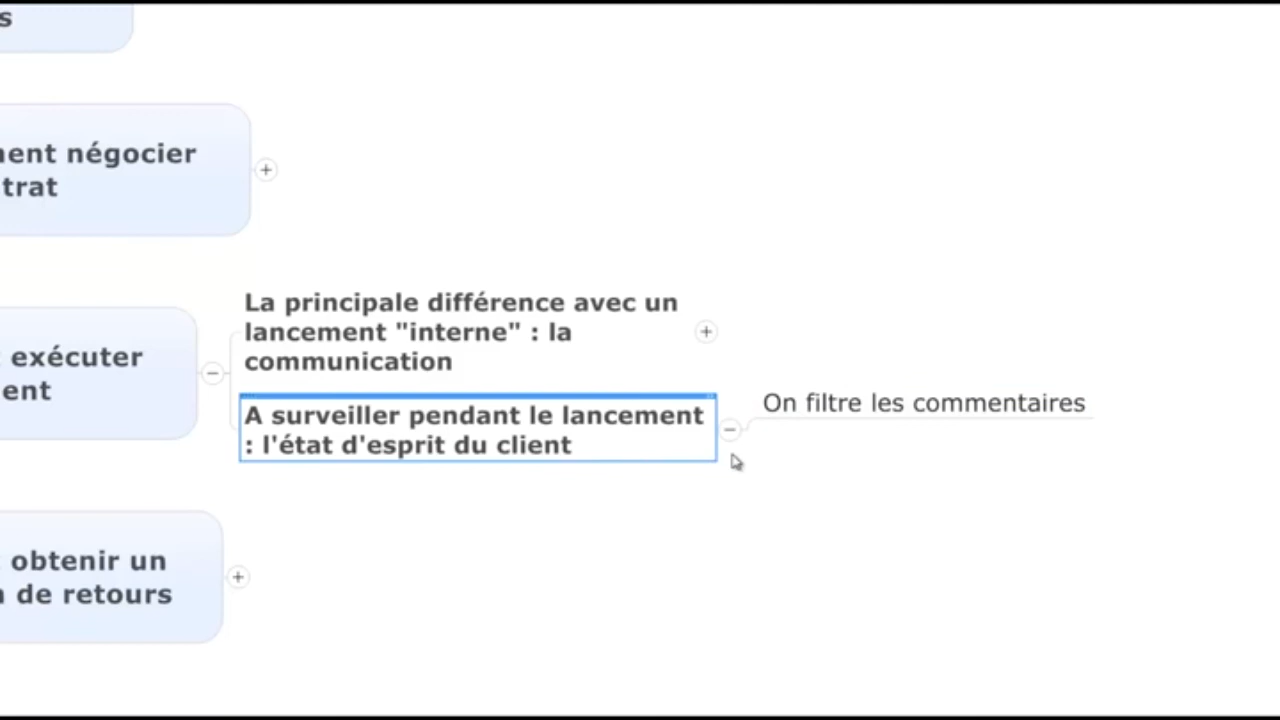 s
négocier
trat
La principale différence avec un
lancement "interne" : la
communication
exécuter
ent
A surveiller pendant le lancement
: l'état d'esprit du client
On filtre les commentaires
obtenir un
de retours